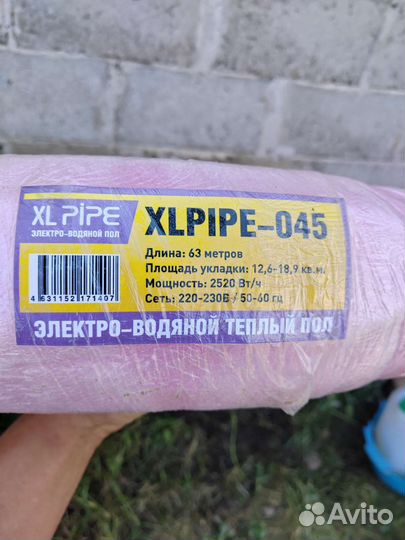 XL PIPE
ЭЛЕКТРО-ВОДЯНОЙ ПОЛ
4631152171407
XLPIPE-045
Длина: 63 метров
Площадь укладки: 12,6-18,9 кв.м.
Мощность: 2520 Вт/ч
Сеть: 220-230В / 50-60 гц
ЭЛЕКТРО-ВОДЯНОЙ ТЕПЛЫЙ ПОЛ
Avito